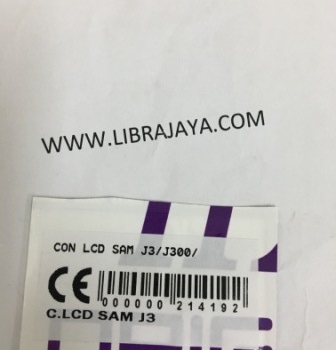 WWW.LIBRAJAYA.COM
CON LCD SAM J3/J300/
CE
000000 214192
C.LCD SAM J3